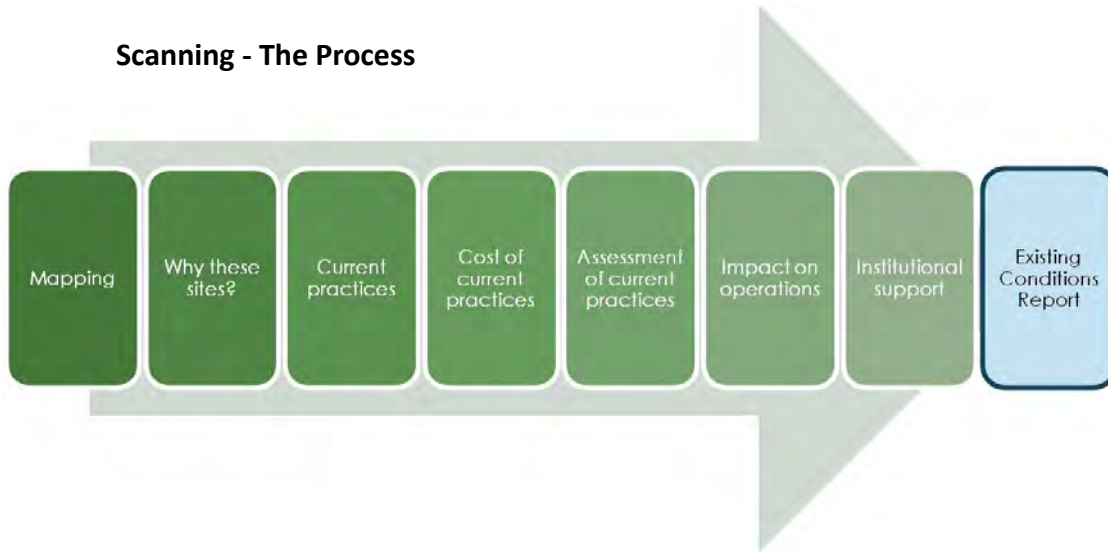 Scanning - The Process
Mapping
Why these
sites?
Current
practices
Cost of
current
practices
Assessment
of current
practices
Impact on
operations
Institutional
support
Existing
Conditions
Report